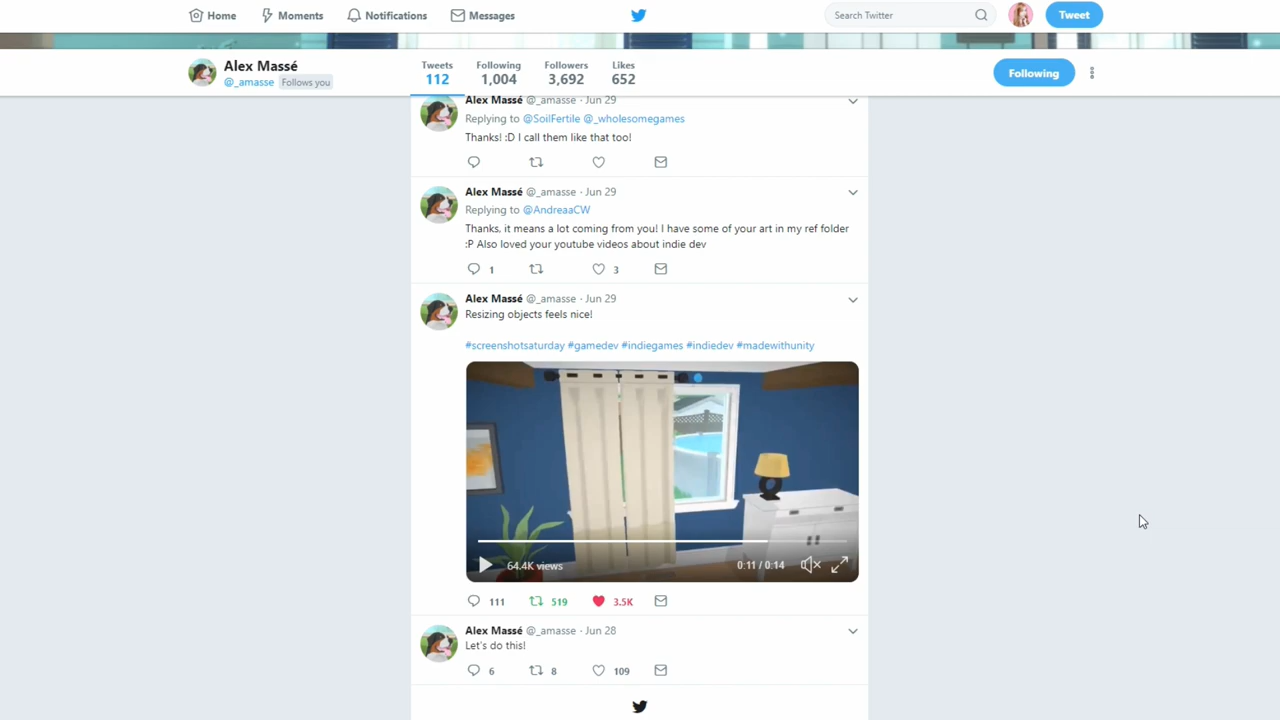 Home Moments Notifications Messages Search Twitter Tweet
Alex Massé
@_amasse Follows you
Tweets Following Followers Likes
112 1,004 3,692 652
Following
Alex Massé @_amasse · Jun 29
Replying to @SoilFertile @_wholesomegames
Thanks! :D I call them like that too!
Alex Massé @_amasse · Jun 29
Replying to @AndreaaCW
Thanks, it means a lot coming from you! I have some of your art in my ref folder
:P Also loved your youtube videos about indie dev
1 3
Alex Massé @_amasse · Jun 29
Resizing objects feels nice!
#screenshotsaturday #gamedev #indiegames #indiedev #madewithunity
64.4K views 0:11 / 0:14
111 519 3.5K
Alex Massé @_amasse · Jun 28
Let's do this!
6 8 109